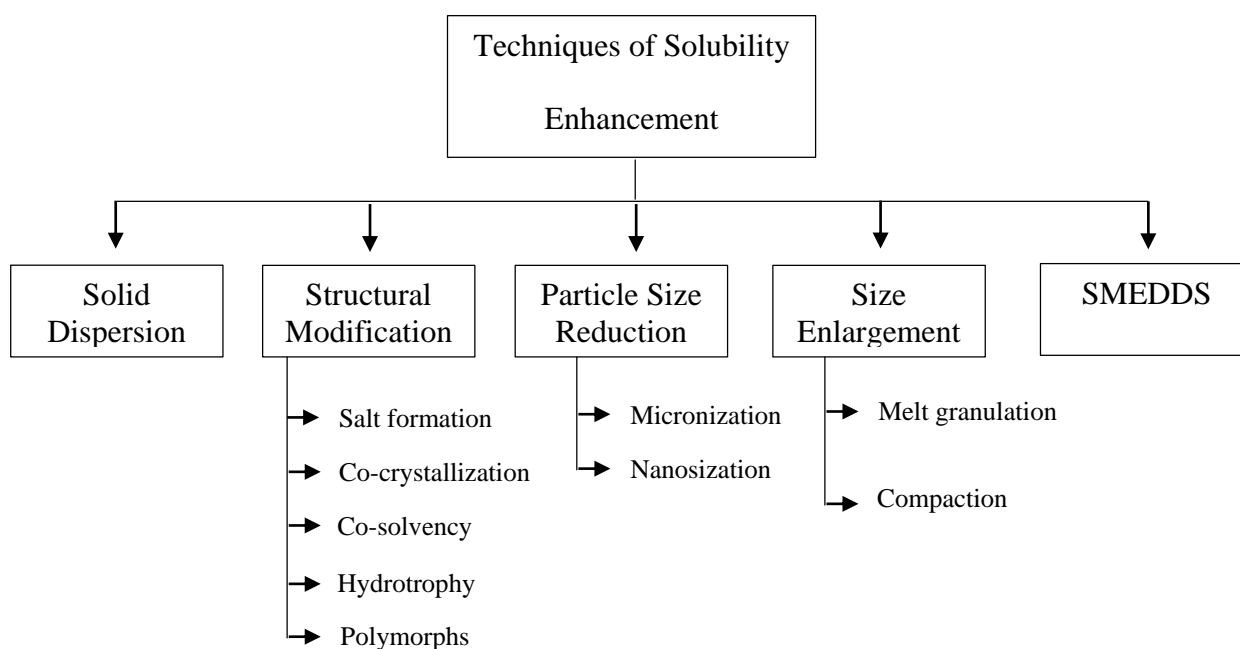 Techniques of Solubility
Enhancement
Solid
Dispersion
Structural
Modification
Particle Size
Reduction
Size
Enlargement
SMEDDS
Salt formation
Co-crystallization
Co-solvency
Hydrotrophy
Polymorphs
Micronization
Nanosization
Melt granulation
Compaction